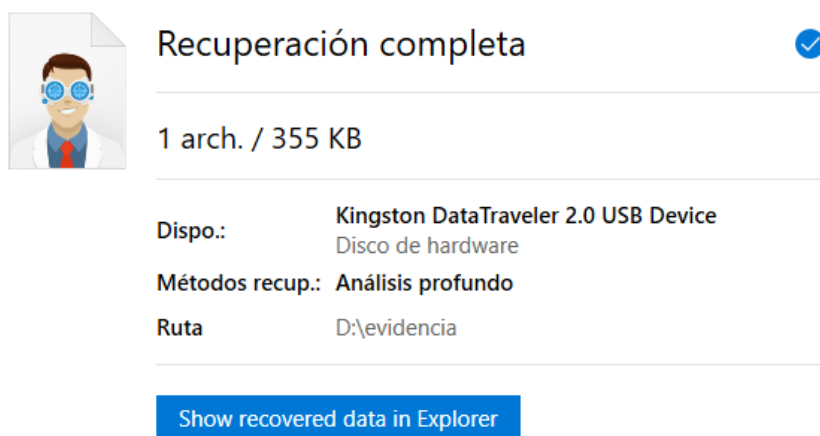 Recuperación completa
1 arch. / 355 KB
Dispo.: Kingston DataTraveler 2.0 USB Device
Disco de hardware
Métodos recup.: Análisis profundo
Ruta D:\evidencia
Show recovered data in Explorer